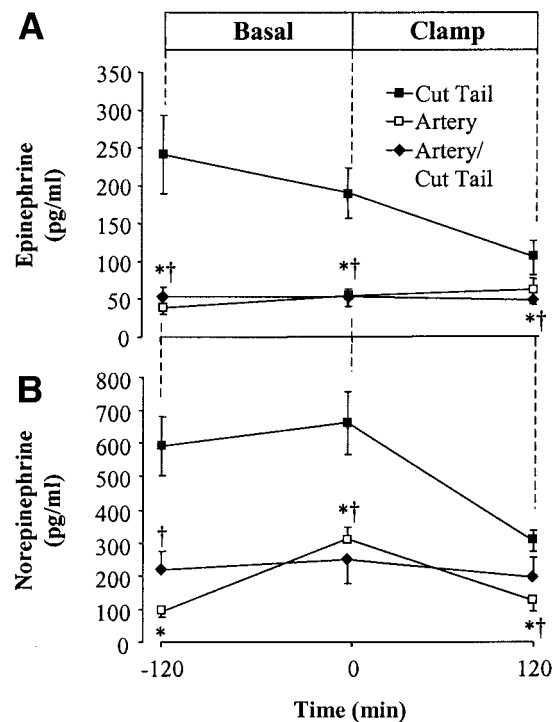 A
Basal Clamp
350
300
250
200
150
100
50
0
Epinephrine
(pg/ml)
Cut Tail
Artery
Artery/
Cut Tail
*†
*†
*†
B
800
700
600
500
400
300
200
100
0
Norepinephrine
(pg/ml)
†
*
*†
*†
-120 0 120
Time (min)